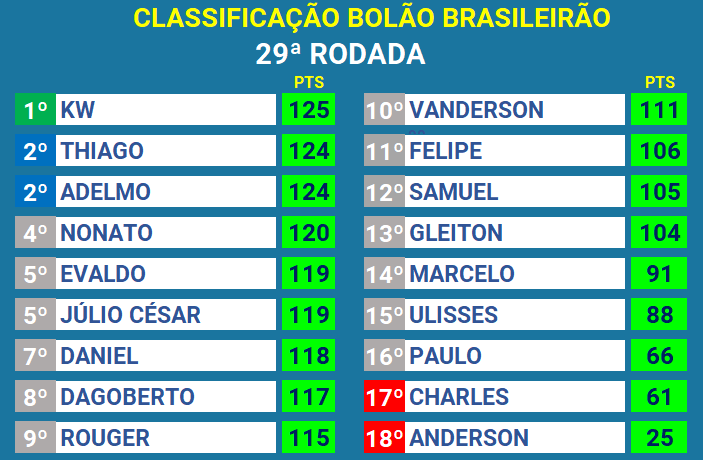 CLASSIFICAÇÃO BOLÃO BRASILEIRÃO
29ª RODADA
PTS
1º KW 125
2º THIAGO 124
2º ADELMO 124
4º NONATO 120
5º EVALDO 119
5º JÚLIO CÉSAR 119
7º DANIEL 118
8º DAGOBERTO 117
9º ROUGER 115
PTS
10º VANDERSON 111
11º FELIPE 106
12º SAMUEL 105
13º GLEITON 104
14º MARCELO 91
15º ULISSES 88
16º PAULO 66
17º CHARLES 61
18º ANDERSON 25